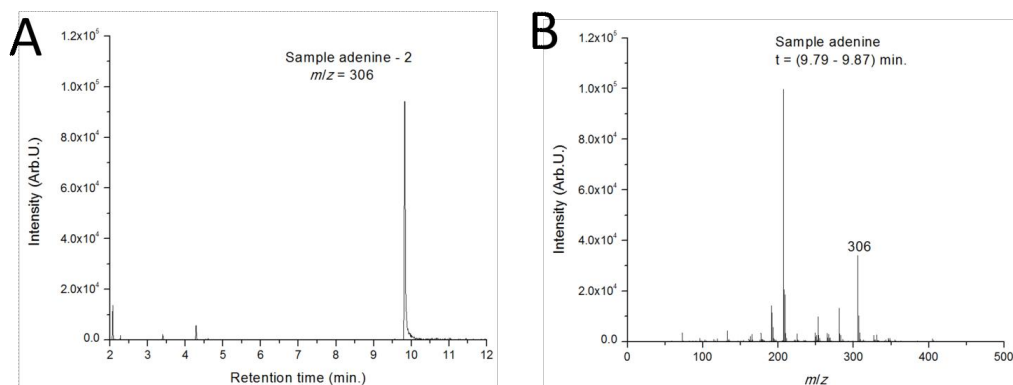 A
1.2x10⁵
1.0x10⁵
8.0x10⁴
6.0x10⁴
4.0x10⁴
2.0x10⁴
0.0
Intensity (Arb.U.)
Sample adenine - 2
m/z = 306
2 3 4 5 6 7 8 9 10 11 12
Retention time (min.)
B
1.2x10⁵
1.0x10⁵
8.0x10⁴
6.0x10⁴
4.0x10⁴
2.0x10⁴
0.0
Intensity (Arb.U.)
Sample adenine
t = (9.79 - 9.87) min.
306
0 100 200 300 400 500
m/z